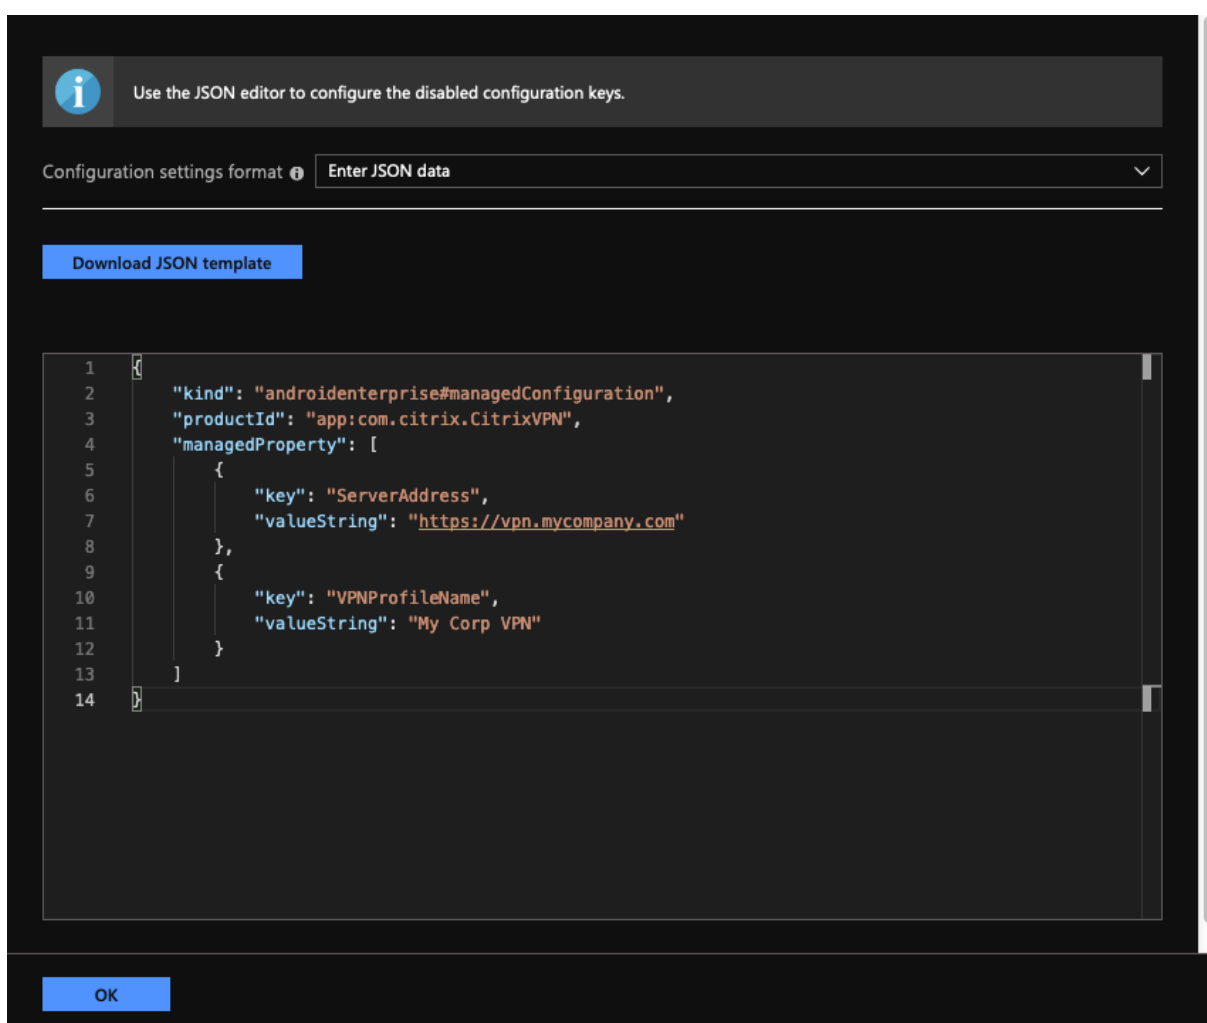 Use the JSON editor to configure the disabled configuration keys.
Configuration settings format
Enter JSON data
Download JSON template
1 {
2 "kind": "androidenterprise#managedConfiguration",
3 "productId": "app:com.citrix.CitrixVPN",
4 "managedProperty": [
5 {
6 "key": "ServerAddress",
7 "valueString": "https://vpn.mycompany.com"
8 },
9 {
10 "key": "VPNProfileName",
11 "valueString": "My Corp VPN"
12 }
13 ]
14 }
OK